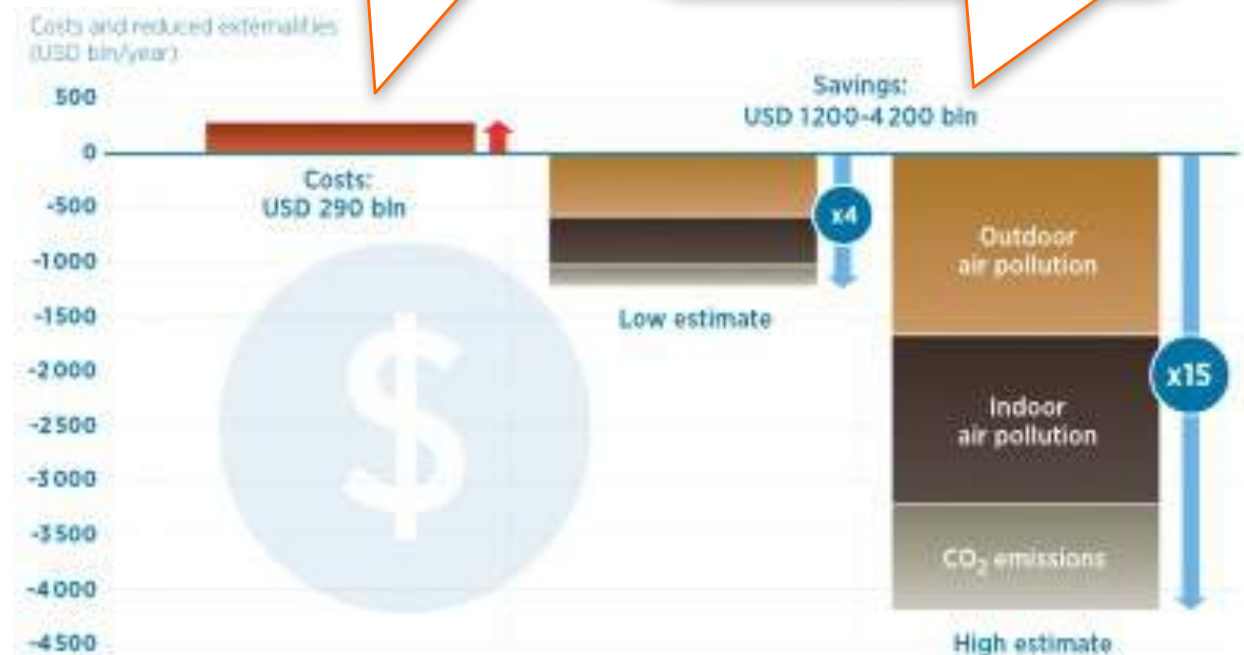 Costs and reduced externalities
(USD bln/year)
500
0
-500
-1000
-1500
-2000
-2500
-3000
-3500
-4000
-4500
Costs:
USD 290 bln
$
Savings:
USD 1200-4200 bln
x4
Low estimate
Outdoor
air pollution
Indoor
air pollution
CO₂ emissions
x15
High estimate